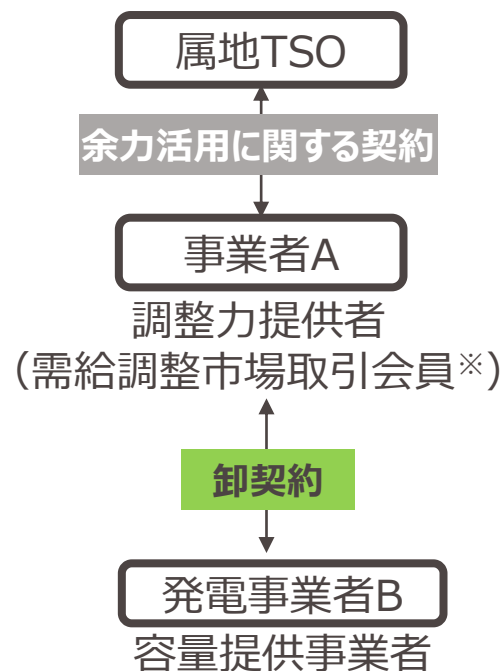 属地TSO
余力活用に関する契約
事業者A
調整力提供者
（需給調整市場取引会員※）
卸契約
発電事業者B
容量提供事業者